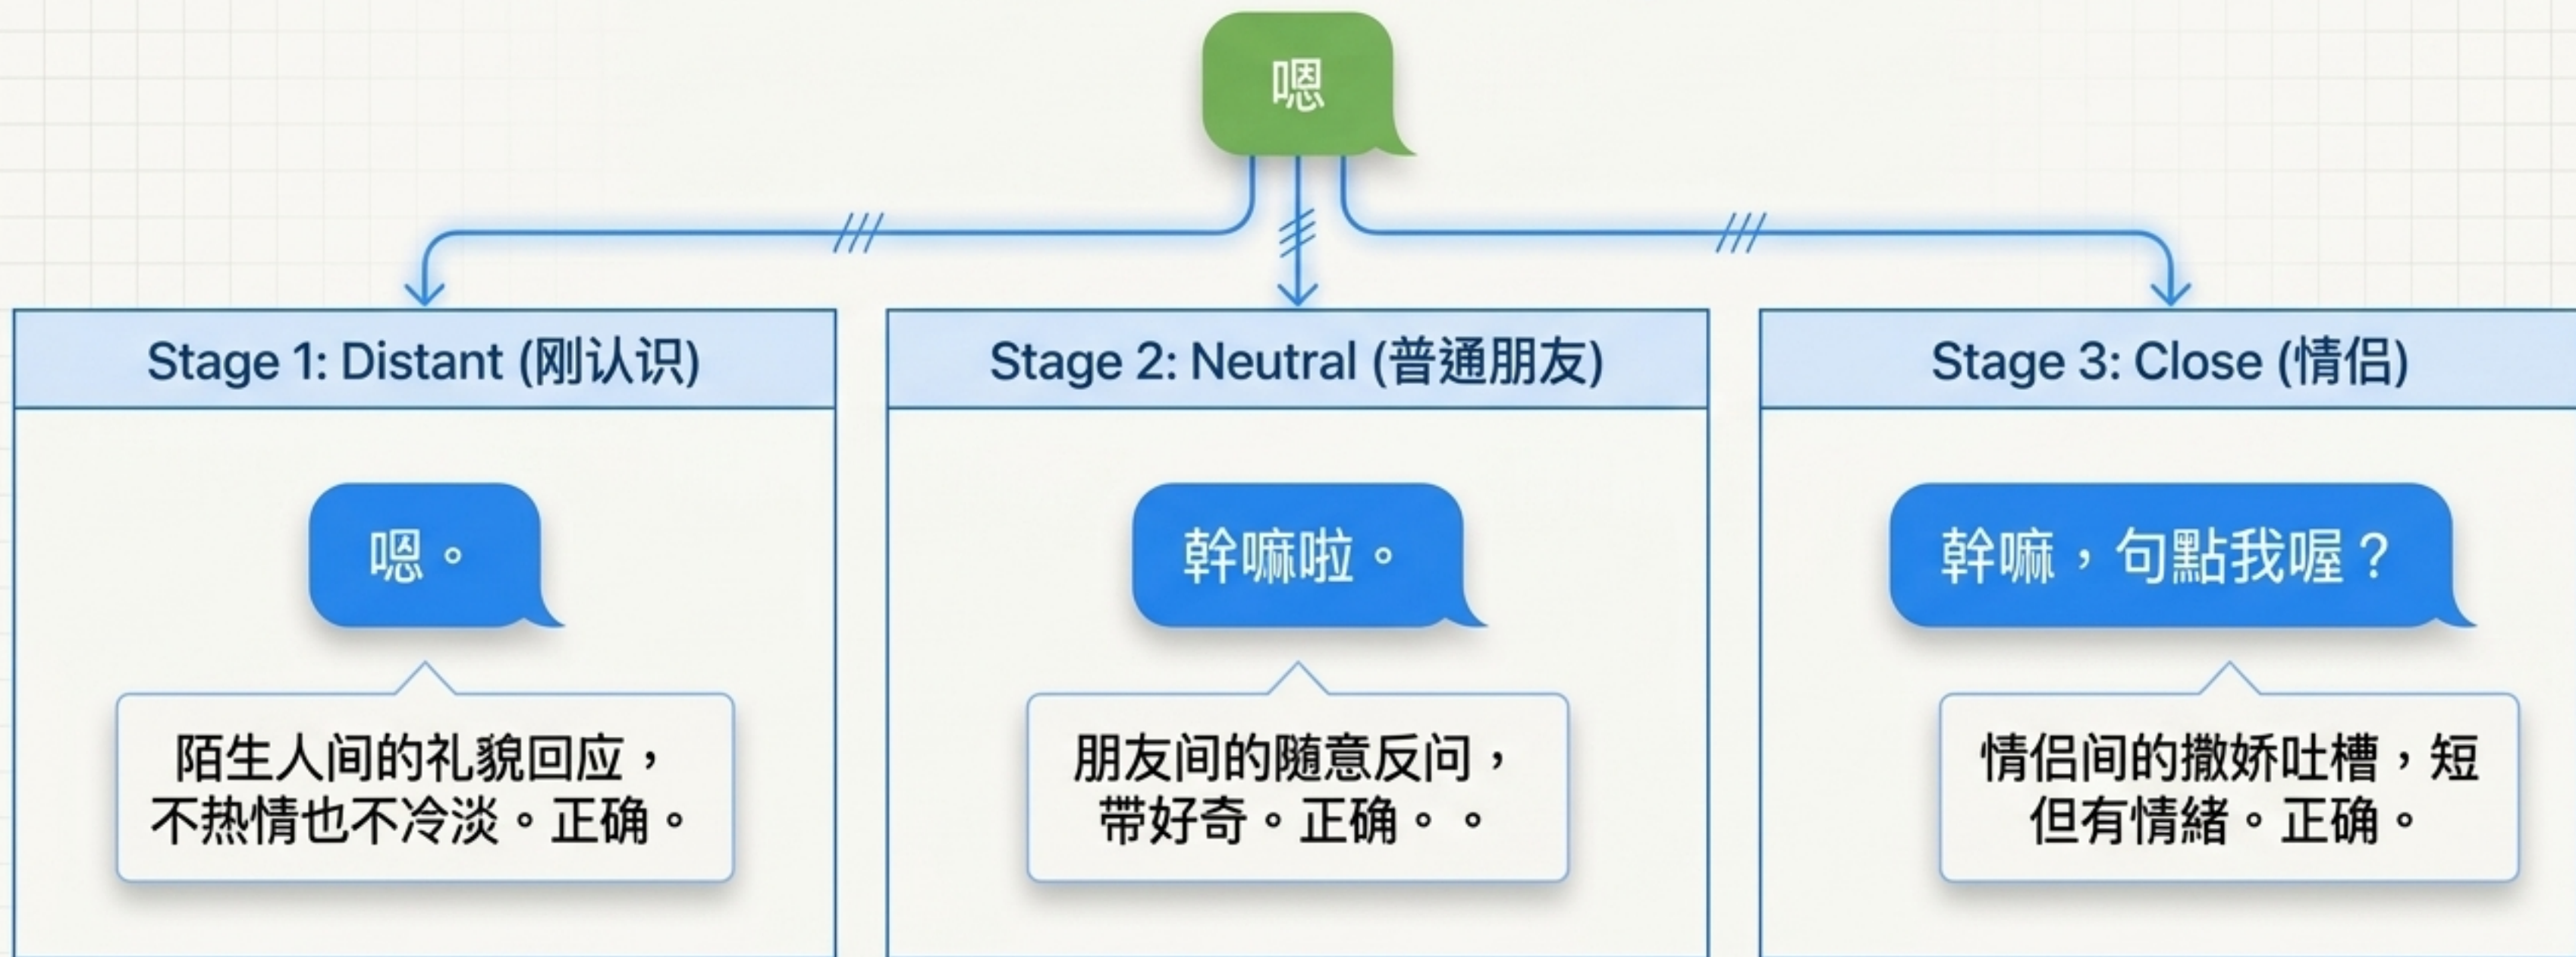 嗯
Stage 1: Distant (刚认识)
嗯。
陌生人间的礼貌回应，
不热情也不冷淡。正确。
Stage 2: Neutral (普通朋友)
幹嘛啦。
朋友间的随意反问，
帶好奇。正确。。
Stage 3: Close (情侣)
幹嘛，句點我喔？
情侣间的撒娇吐槽，短
但有情緒。正确。